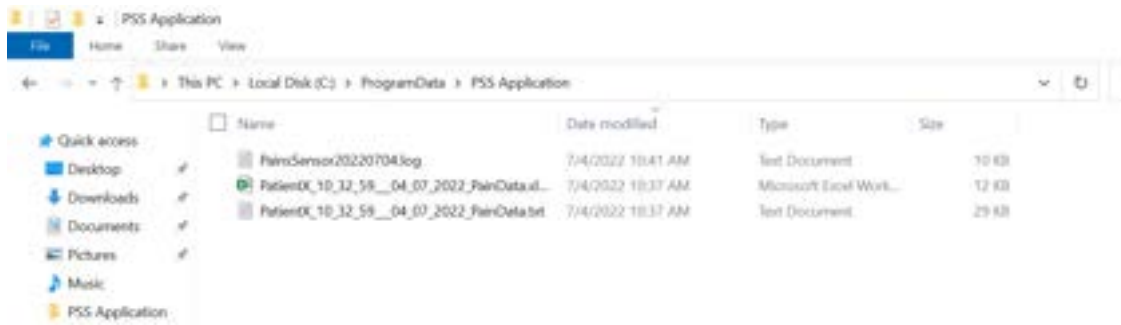 PSS Application
File Home Share View
This PC > Local Disk (C:) > ProgramData > PSS Application
Name Date modified Type Size
Quick access
Desktop
Downloads
Documents
Pictures
Music
PSS Application
PainsSensor20220704.log 7/4/2022 10:41 AM Text Document 10 KB
PatientX_10_32_59__04_07_2022_PainData.xl... 7/4/2022 10:37 AM Microsoft Excel Work... 12 KB
PatientX_10_32_59__04_07_2022_PainData.txt 7/4/2022 10:37 AM Text Document 29 KB